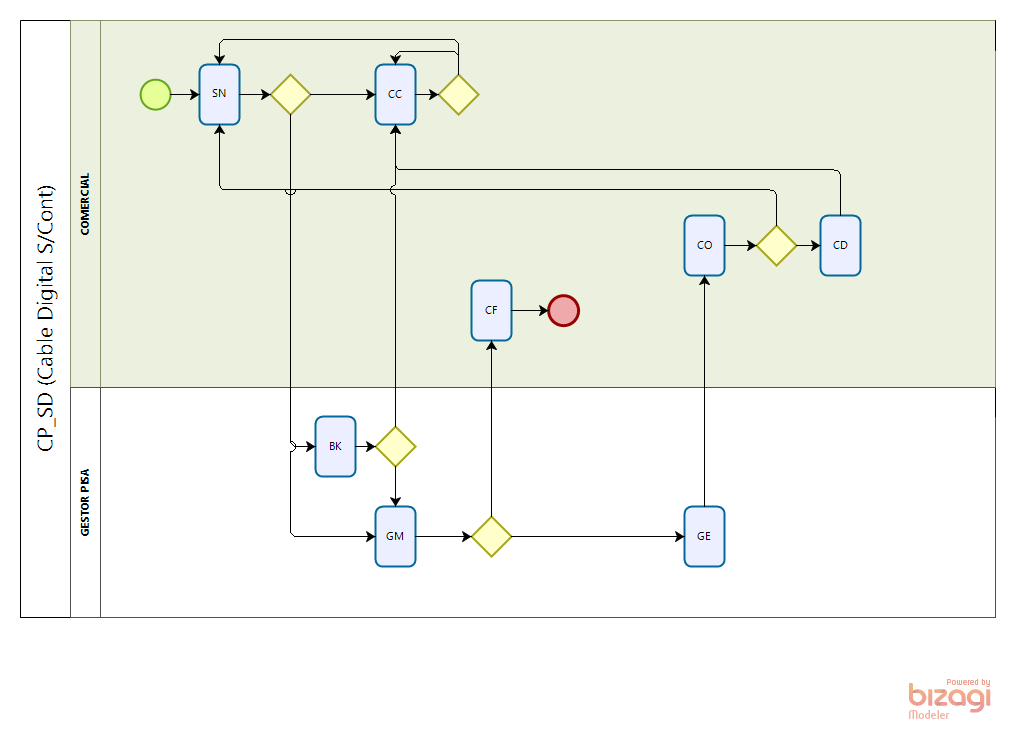 CP_SD (Cable Digital S/Cont)
COMERCIAL
SN
CC
CO
CD
CF
GESTOR PISA
BK
GM
GE
Powered by
bizagi
Modeler